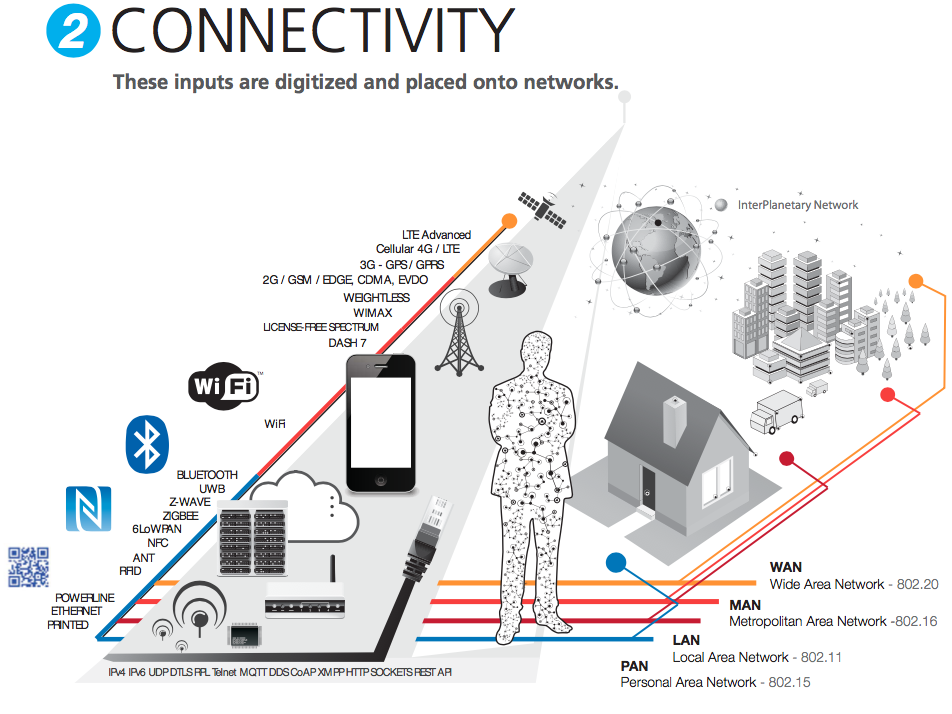 2 CONNECTIVITY
These inputs are digitized and placed onto networks.
InterPlanetary Network
LTE Advanced
Cellular 4G / LTE
3G - GPS / GPRS
2G / GSM / EDGE, CDMA, EVDO
WEIGHTLESS
WIMAX
LICENSE-FREE SPECTRUM
DASH 7
Wi Fi™
WiFi
BLUETOOTH
UWB
Z-WAVE
ZIGBEE
6LoWPAN
NFC
ANT
RFID
POWERLINE
ETHERNET
PRINTED
WAN
Wide Area Network - 802.20
MAN
Metropolitan Area Network -802.16
LAN
Local Area Network - 802.11
PAN
Personal Area Network - 802.15
IPv4 IPv6 UDP DTLS RPL Telnet MQTT DDS CoAP XMPP HTTP SOCKETS REST API